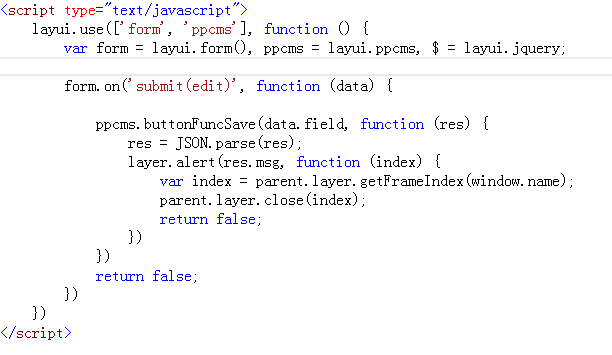 <script type="text/javascript">
    layui.use(['form', 'ppcms'], function () {
        var form = layui.form(), ppcms = layui.ppcms, $ = layui.jquery;
        form.on('submit(edit)', function (data) {
            ppcms.buttonFuncSave(data.field, function (res) {
                res = JSON.parse(res);
                layer.alert(res.msg, function (index) {
                    var index = parent.layer.getFrameIndex(window.name);
                    parent.layer.close(index);
                    return false;
                })
            })
            return false;
        })
    })
</script>